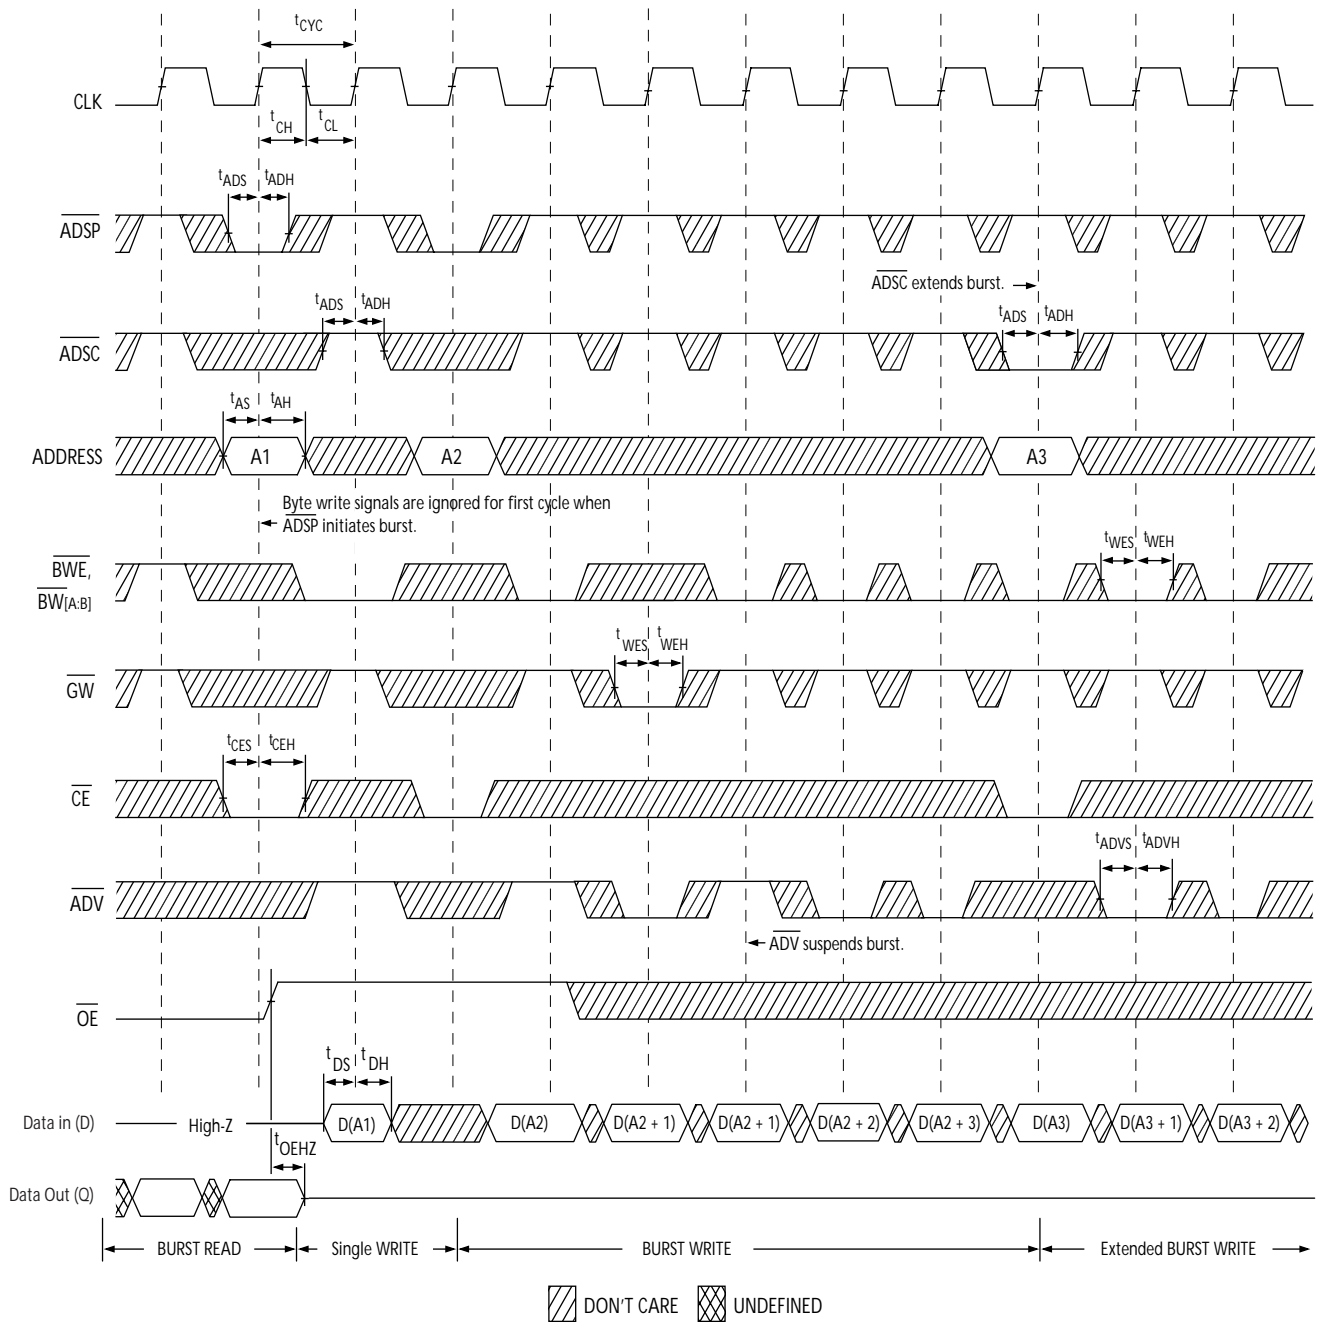 tCYC
CLK
tCH
tCL
tADS tADH
ADSP
ADSC extends burst.
tADS tADH
tADS tADH
ADSC
tAS tAH
ADDRESS
A1
A2
A3
Byte write signals are ignored for first cycle when
ADSP initiates burst.
tWES tWEH
BWE,
BW[A:B]
tWES tWEH
GW
tCES tCEH
CE
tADVS tADVH
ADV
ADV suspends burst.
OE
tDS tDH
Data in (D)
High-Z
D(A1)
D(A2)
D(A2 + 1)
D(A2 + 1)
D(A2 + 2)
D(A2 + 3)
D(A3)
D(A3 + 1)
D(A3 + 2)
tOEHZ
Data Out (Q)
BURST READ
Single WRITE
BURST WRITE
Extended BURST WRITE
DON'T CARE
UNDEFINED